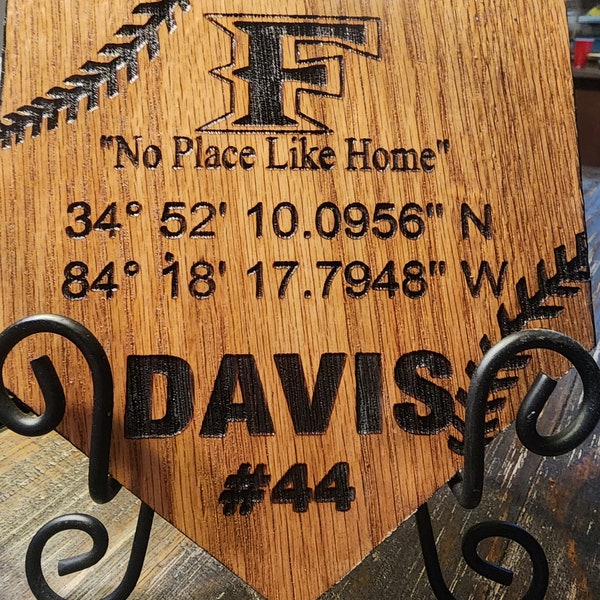 F
"No Place Like Home"
34° 52' 10.0956" N
84° 18' 17.7948" W
DAVIS
#44